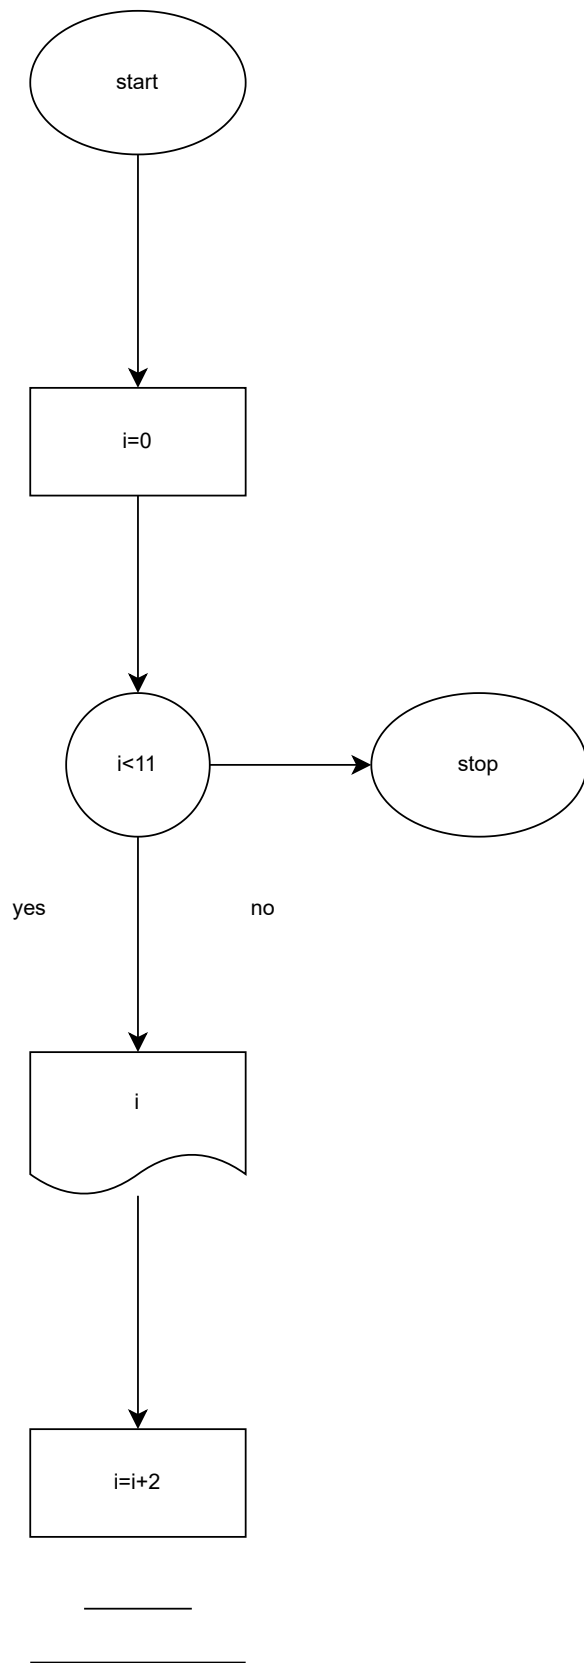 start
i=0
i<11
stop
yes
no
i
i=i+2